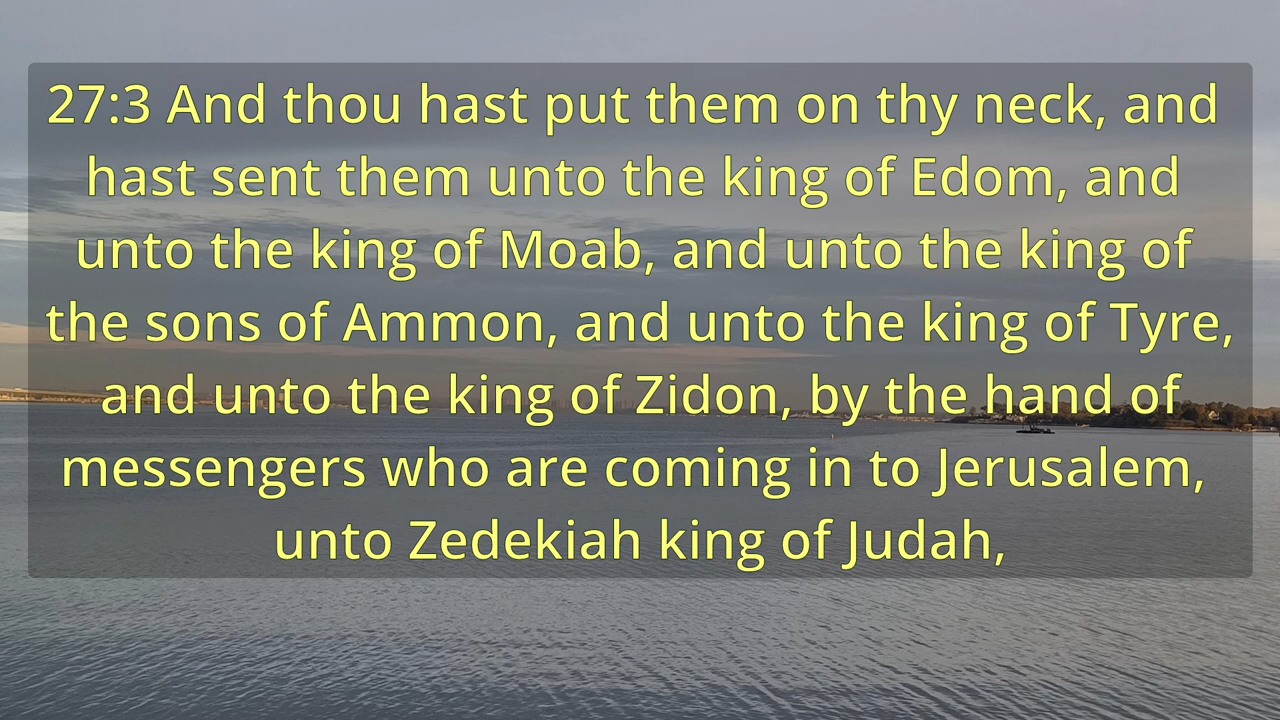 27:3 And thou hast put them on thy neck, and
hast sent them unto the king of Edom, and
unto the king of Moab, and unto the king of
the sons of Ammon, and unto the king of Tyre,
and unto the king of Zidon, by the hand of
messengers who are coming in to Jerusalem,
unto Zedekiah king of Judah,